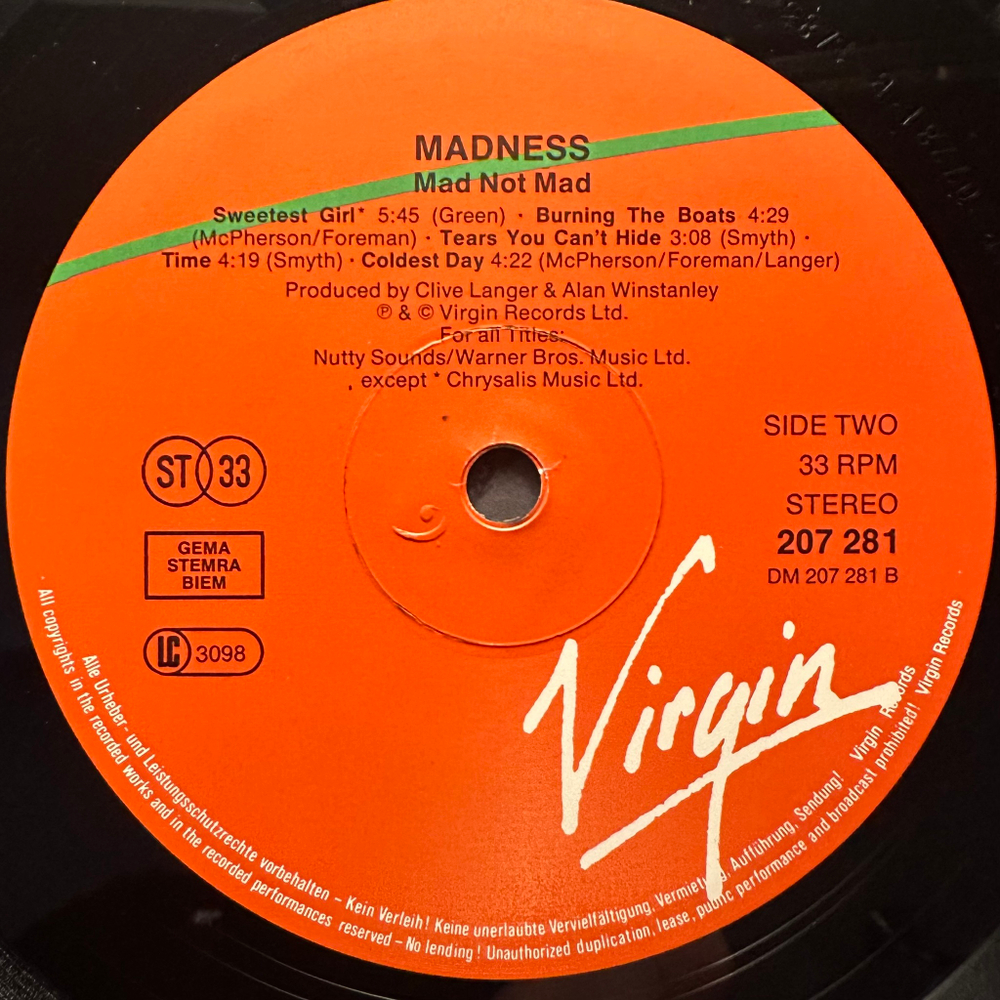 MADNESS
Mad Not Mad
Sweetest Girl* 5:45 (Green) · Burning The Boats 4:29
(McPherson/Foreman) · Tears You Can't Hide 3:08 (Smyth) ·
Time 4:19 (Smyth) · Coldest Day 4:22 (McPherson/Foreman/Langer)
Produced by Clive Langer & Alan Winstanley
℗ & © Virgin Records Ltd.
For all Titles:
Nutty Sounds/Warner Bros. Music Ltd.
, except * Chrysalis Music Ltd.
ST 33
GEMA
STEMRA
BIEM
LC 3098
SIDE TWO
33 RPM
STEREO
207 281
DM 207 281 B
Virgin
Alle Urheber- und Leistungsschutzrechte vorbehalten – Kein Verleih! Keine unerlaubte Vervielfältigung, Vermietung, Aufführung, Sendung! Virgin Records
All copyrights in the recorded works and in the recorded performances reserved – No lending! Unauthorized duplication, lease, public performance and broadcast prohibited! Virgin Records